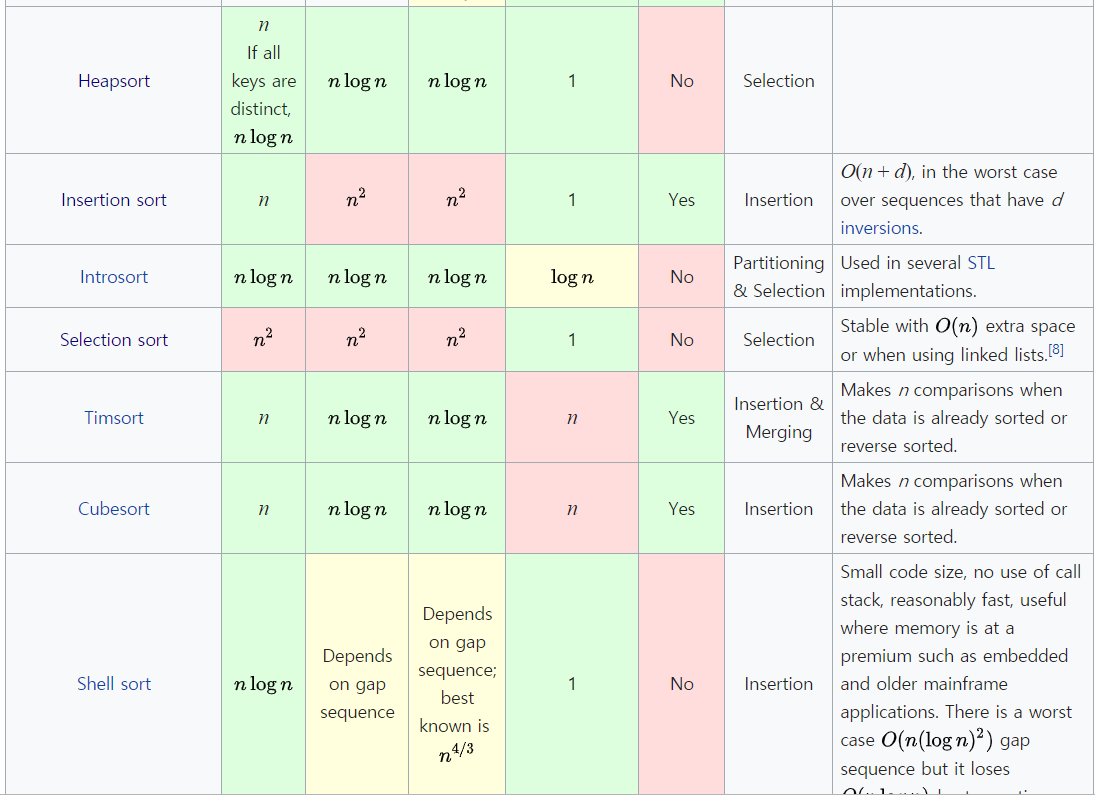 Heapsort
n
If all
keys are
distinct,
n log n
n log n
n log n
1
No
Selection
Insertion sort
n
n²
n²
1
Yes
Insertion
O(n + d), in the worst case
over sequences that have d
inversions.
Introsort
n log n
n log n
n log n
log n
No
Partitioning
& Selection
Used in several STL
implementations.
Selection sort
n²
n²
n²
1
No
Selection
Stable with O(n) extra space
or when using linked lists.[8]
Timsort
n
n log n
n log n
n
Yes
Insertion &
Merging
Makes n comparisons when
the data is already sorted or
reverse sorted.
Cubesort
n
n log n
n log n
n
Yes
Insertion
Makes n comparisons when
the data is already sorted or
reverse sorted.
Shell sort
n log n
Depends
on gap
sequence
Depends
on gap
sequence;
best
known is
n^{4/3}
1
No
Insertion
Small code size, no use of call
stack, reasonably fast, useful
where memory is at a
premium such as embedded
and older mainframe
applications. There is a worst
case O(n(log n)²) gap
sequence but it loses